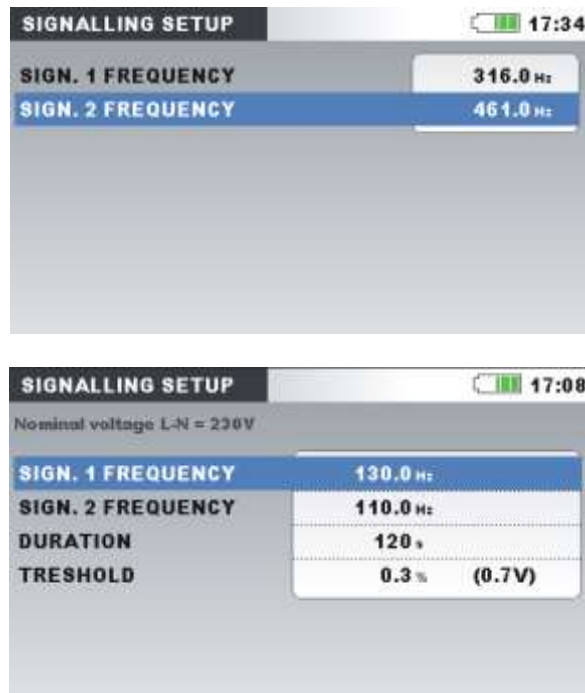 SIGNALLING SETUP 17:34
SIGN. 1 FREQUENCY 316.0 Hz
SIGN. 2 FREQUENCY 461.0 Hz
SIGNALLING SETUP 17:08
Nominal voltage L-N = 230V
SIGN. 1 FREQUENCY 130.0 Hz
SIGN. 2 FREQUENCY 110.0 Hz
DURATION 120 s
TRESHOLD 0.3 % (0.7V)